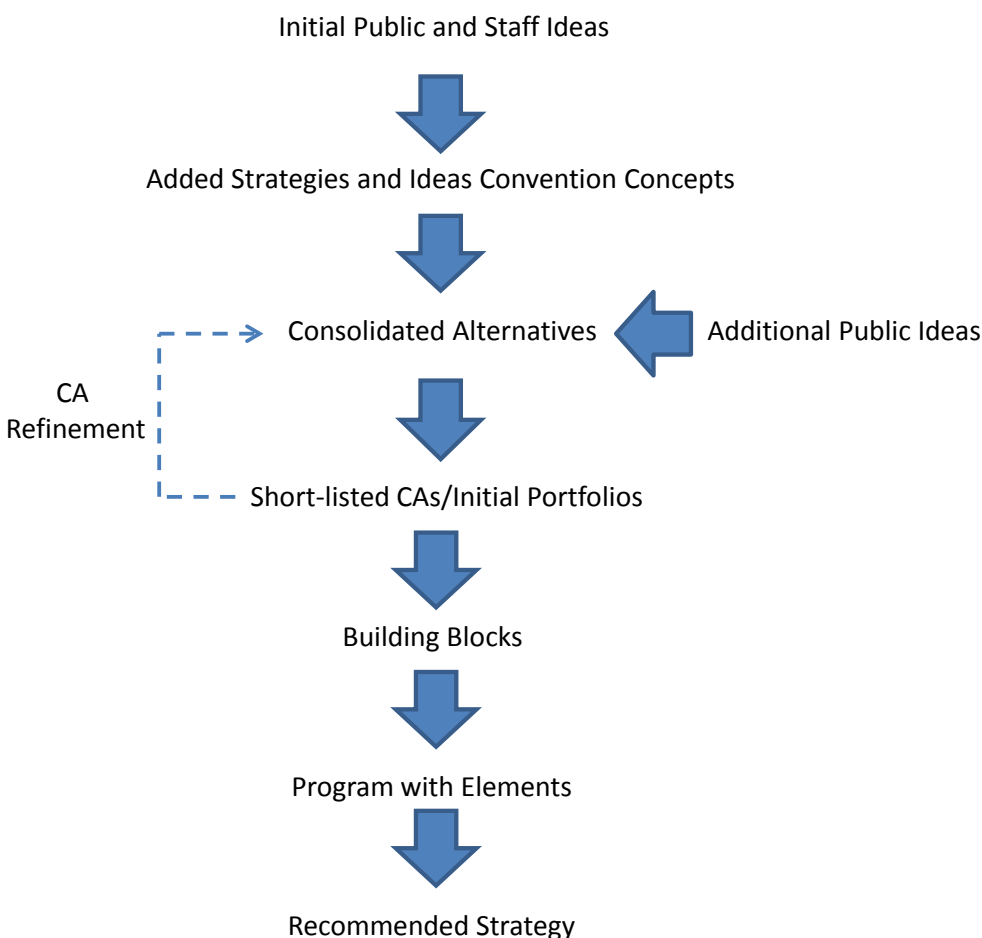 Initial Public and Staff Ideas
Added Strategies and Ideas Convention Concepts
Consolidated Alternatives
Additional Public Ideas
CA
Refinement
Short-listed CAs/Initial Portfolios
Building Blocks
Program with Elements
Recommended Strategy